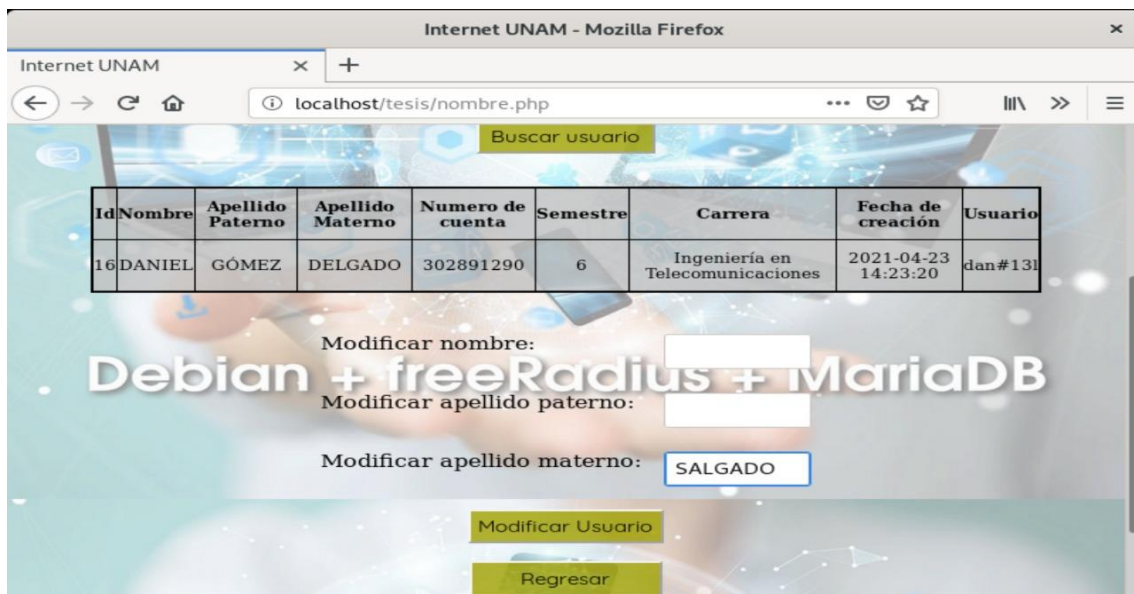 Internet UNAM - Mozilla Firefox
Internet UNAM
localhost/tesis/nombre.php
Buscar usuario
Id Nombre Apellido Paterno Apellido Materno Numero de cuenta Semestre Carrera Fecha de creación Usuario
16 DANIEL GÓMEZ DELGADO 302891290 6 Ingeniería en Telecomunicaciones 2021-04-23 14:23:20 dan#13l
Modificar nombre:
Debian + freeRadius + MariaDB
Modificar apellido paterno:
Modificar apellido materno: SALGADO
Modificar Usuario
Regresar